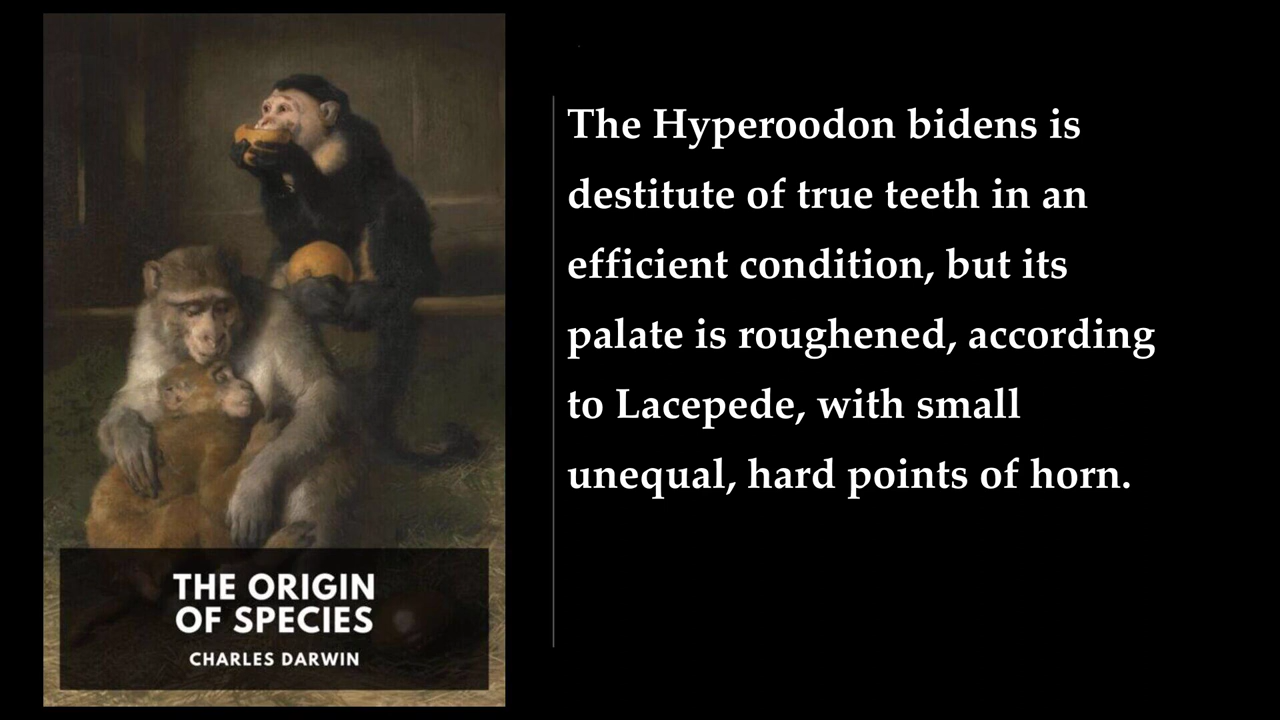 The Hyperoodon bidens is
destitute of true teeth in an
efficient condition, but its
palate is roughened, according
to Lacepede, with small
unequal, hard points of horn.
THE ORIGIN
OF SPECIES
CHARLES DARWIN